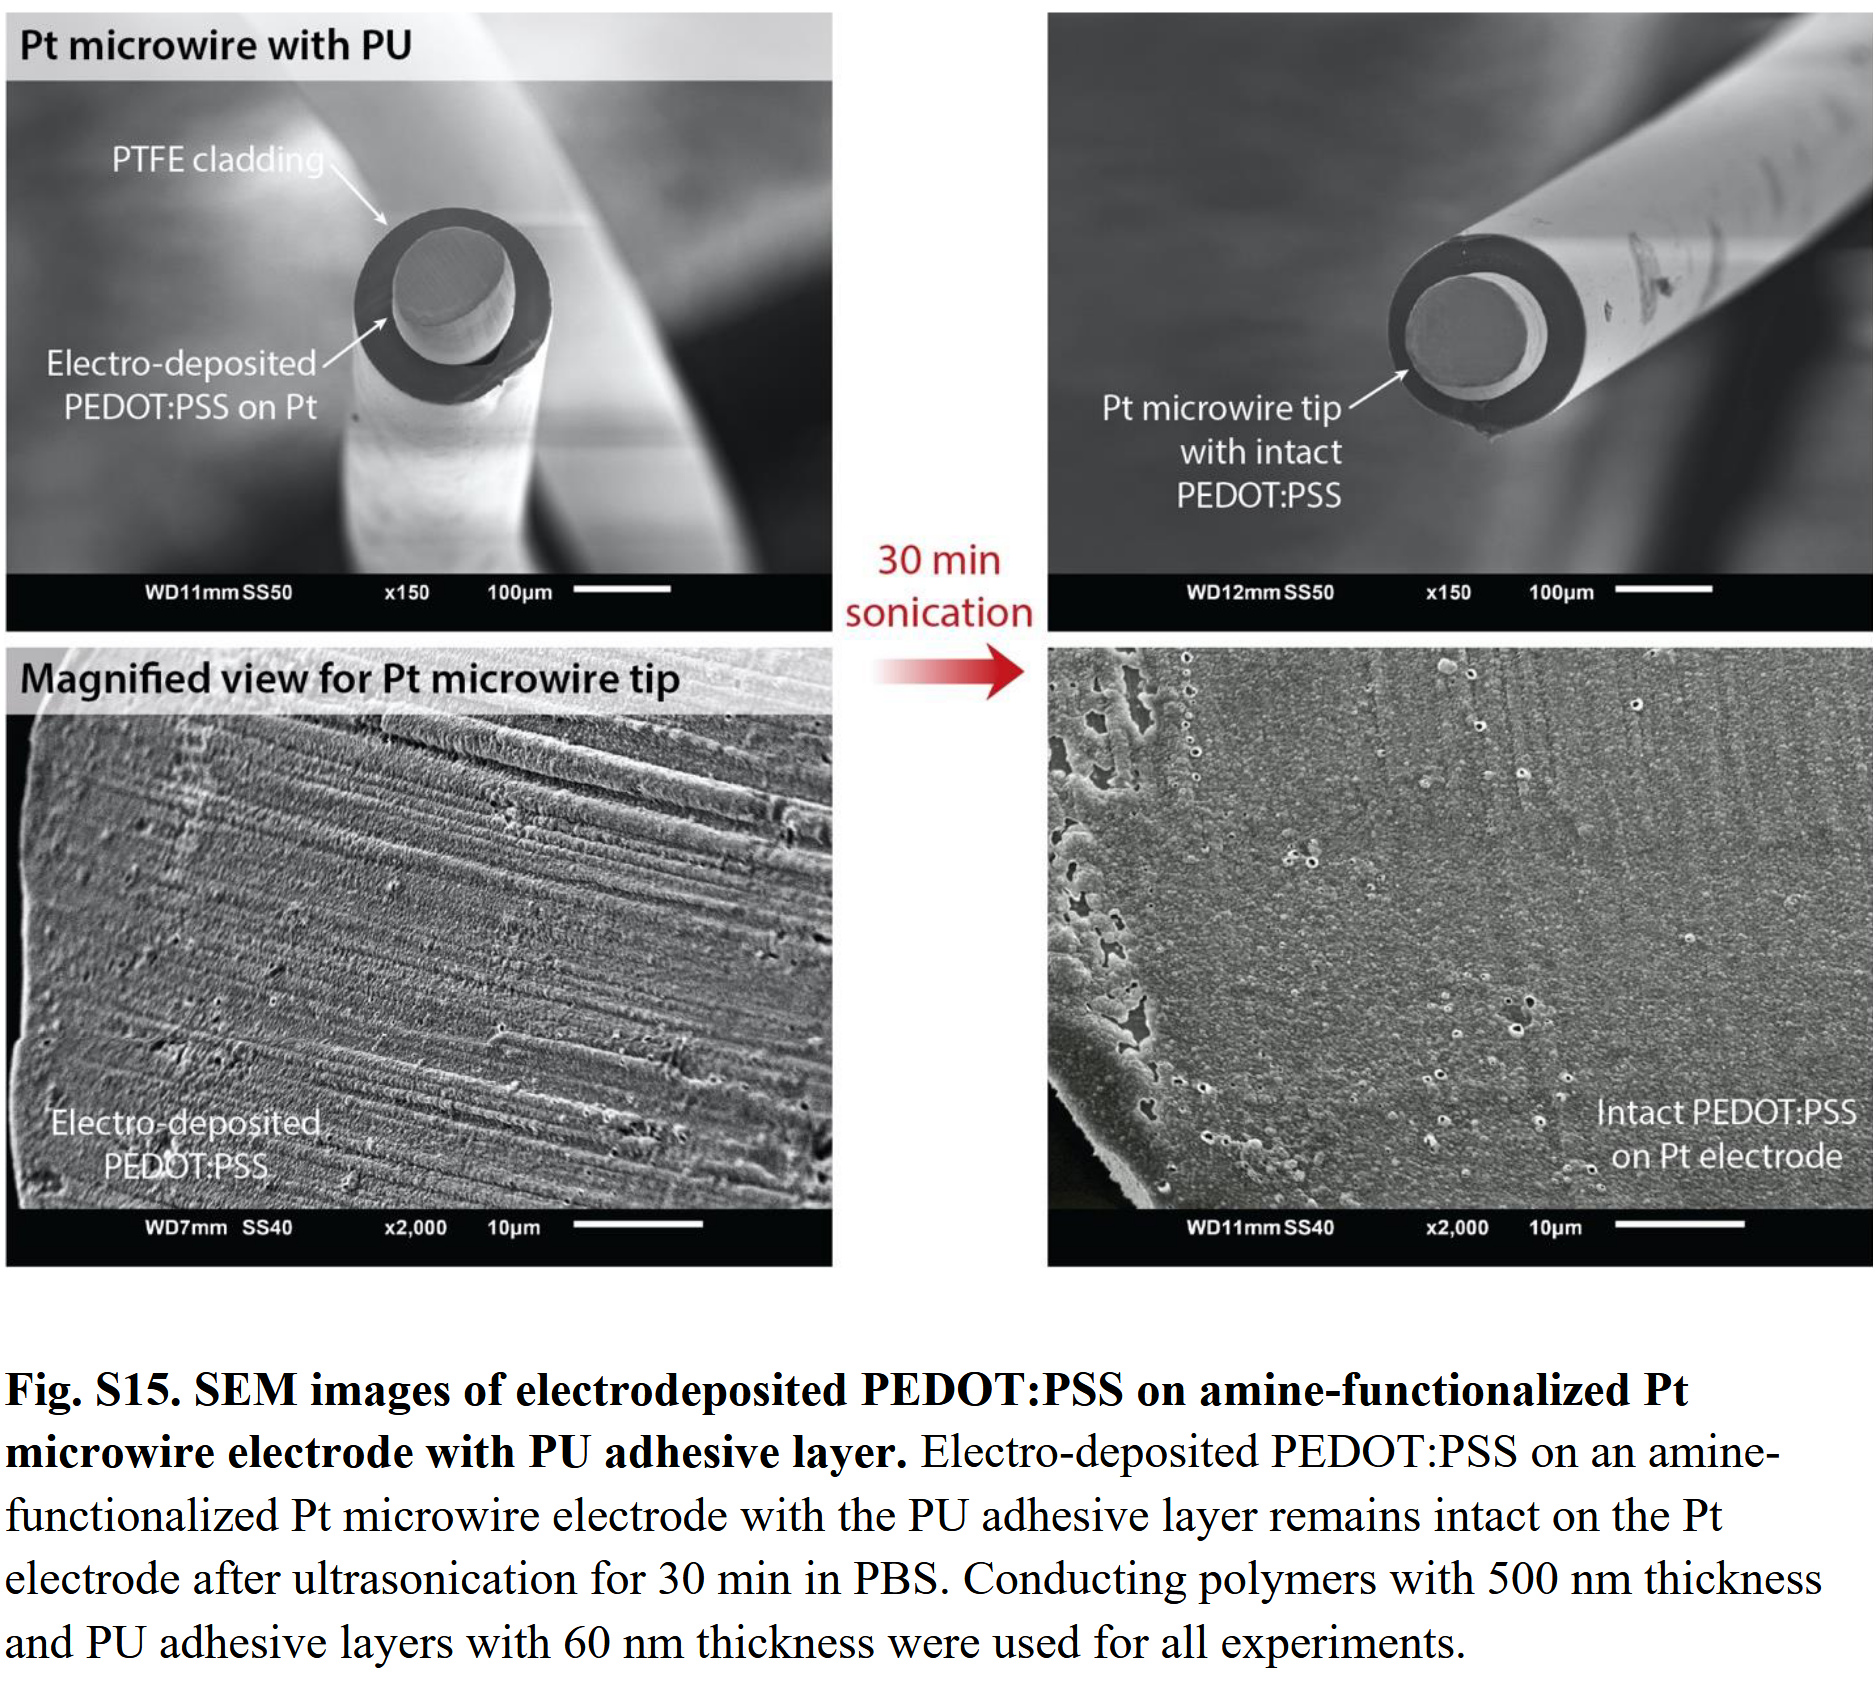 Pt microwire with PU
PTFE cladding
Electro-deposited
PEDOT:PSS on Pt
WD11mm SS50 x150 100μm
Pt microwire tip
with intact
PEDOT:PSS
WD12mm SS50 x150 100μm
30 min
sonication
Magnified view for Pt microwire tip
Electro-deposited
PEDOT:PSS
WD7mm SS40 x2,000 10μm
Intact PEDOT:PSS
on Pt electrode
WD11mm SS40 x2,000 10μm
Fig. S15. SEM images of electrodeposited PEDOT:PSS on amine-functionalized Pt
microwire electrode with PU adhesive layer. Electro-deposited PEDOT:PSS on an amine-
functionalized Pt microwire electrode with the PU adhesive layer remains intact on the Pt
electrode after ultrasonication for 30 min in PBS. Conducting polymers with 500 nm thickness
and PU adhesive layers with 60 nm thickness were used for all experiments.